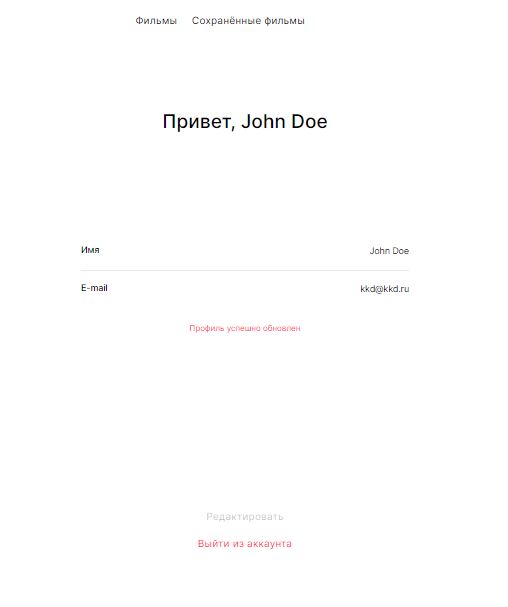 Фильмы Сохранённые фильмы
Привет, John Doe
Имя John Doe
E-mail kkd@kkd.ru
Профиль успешно обновлен
Редактировать
Выйти из аккаунта